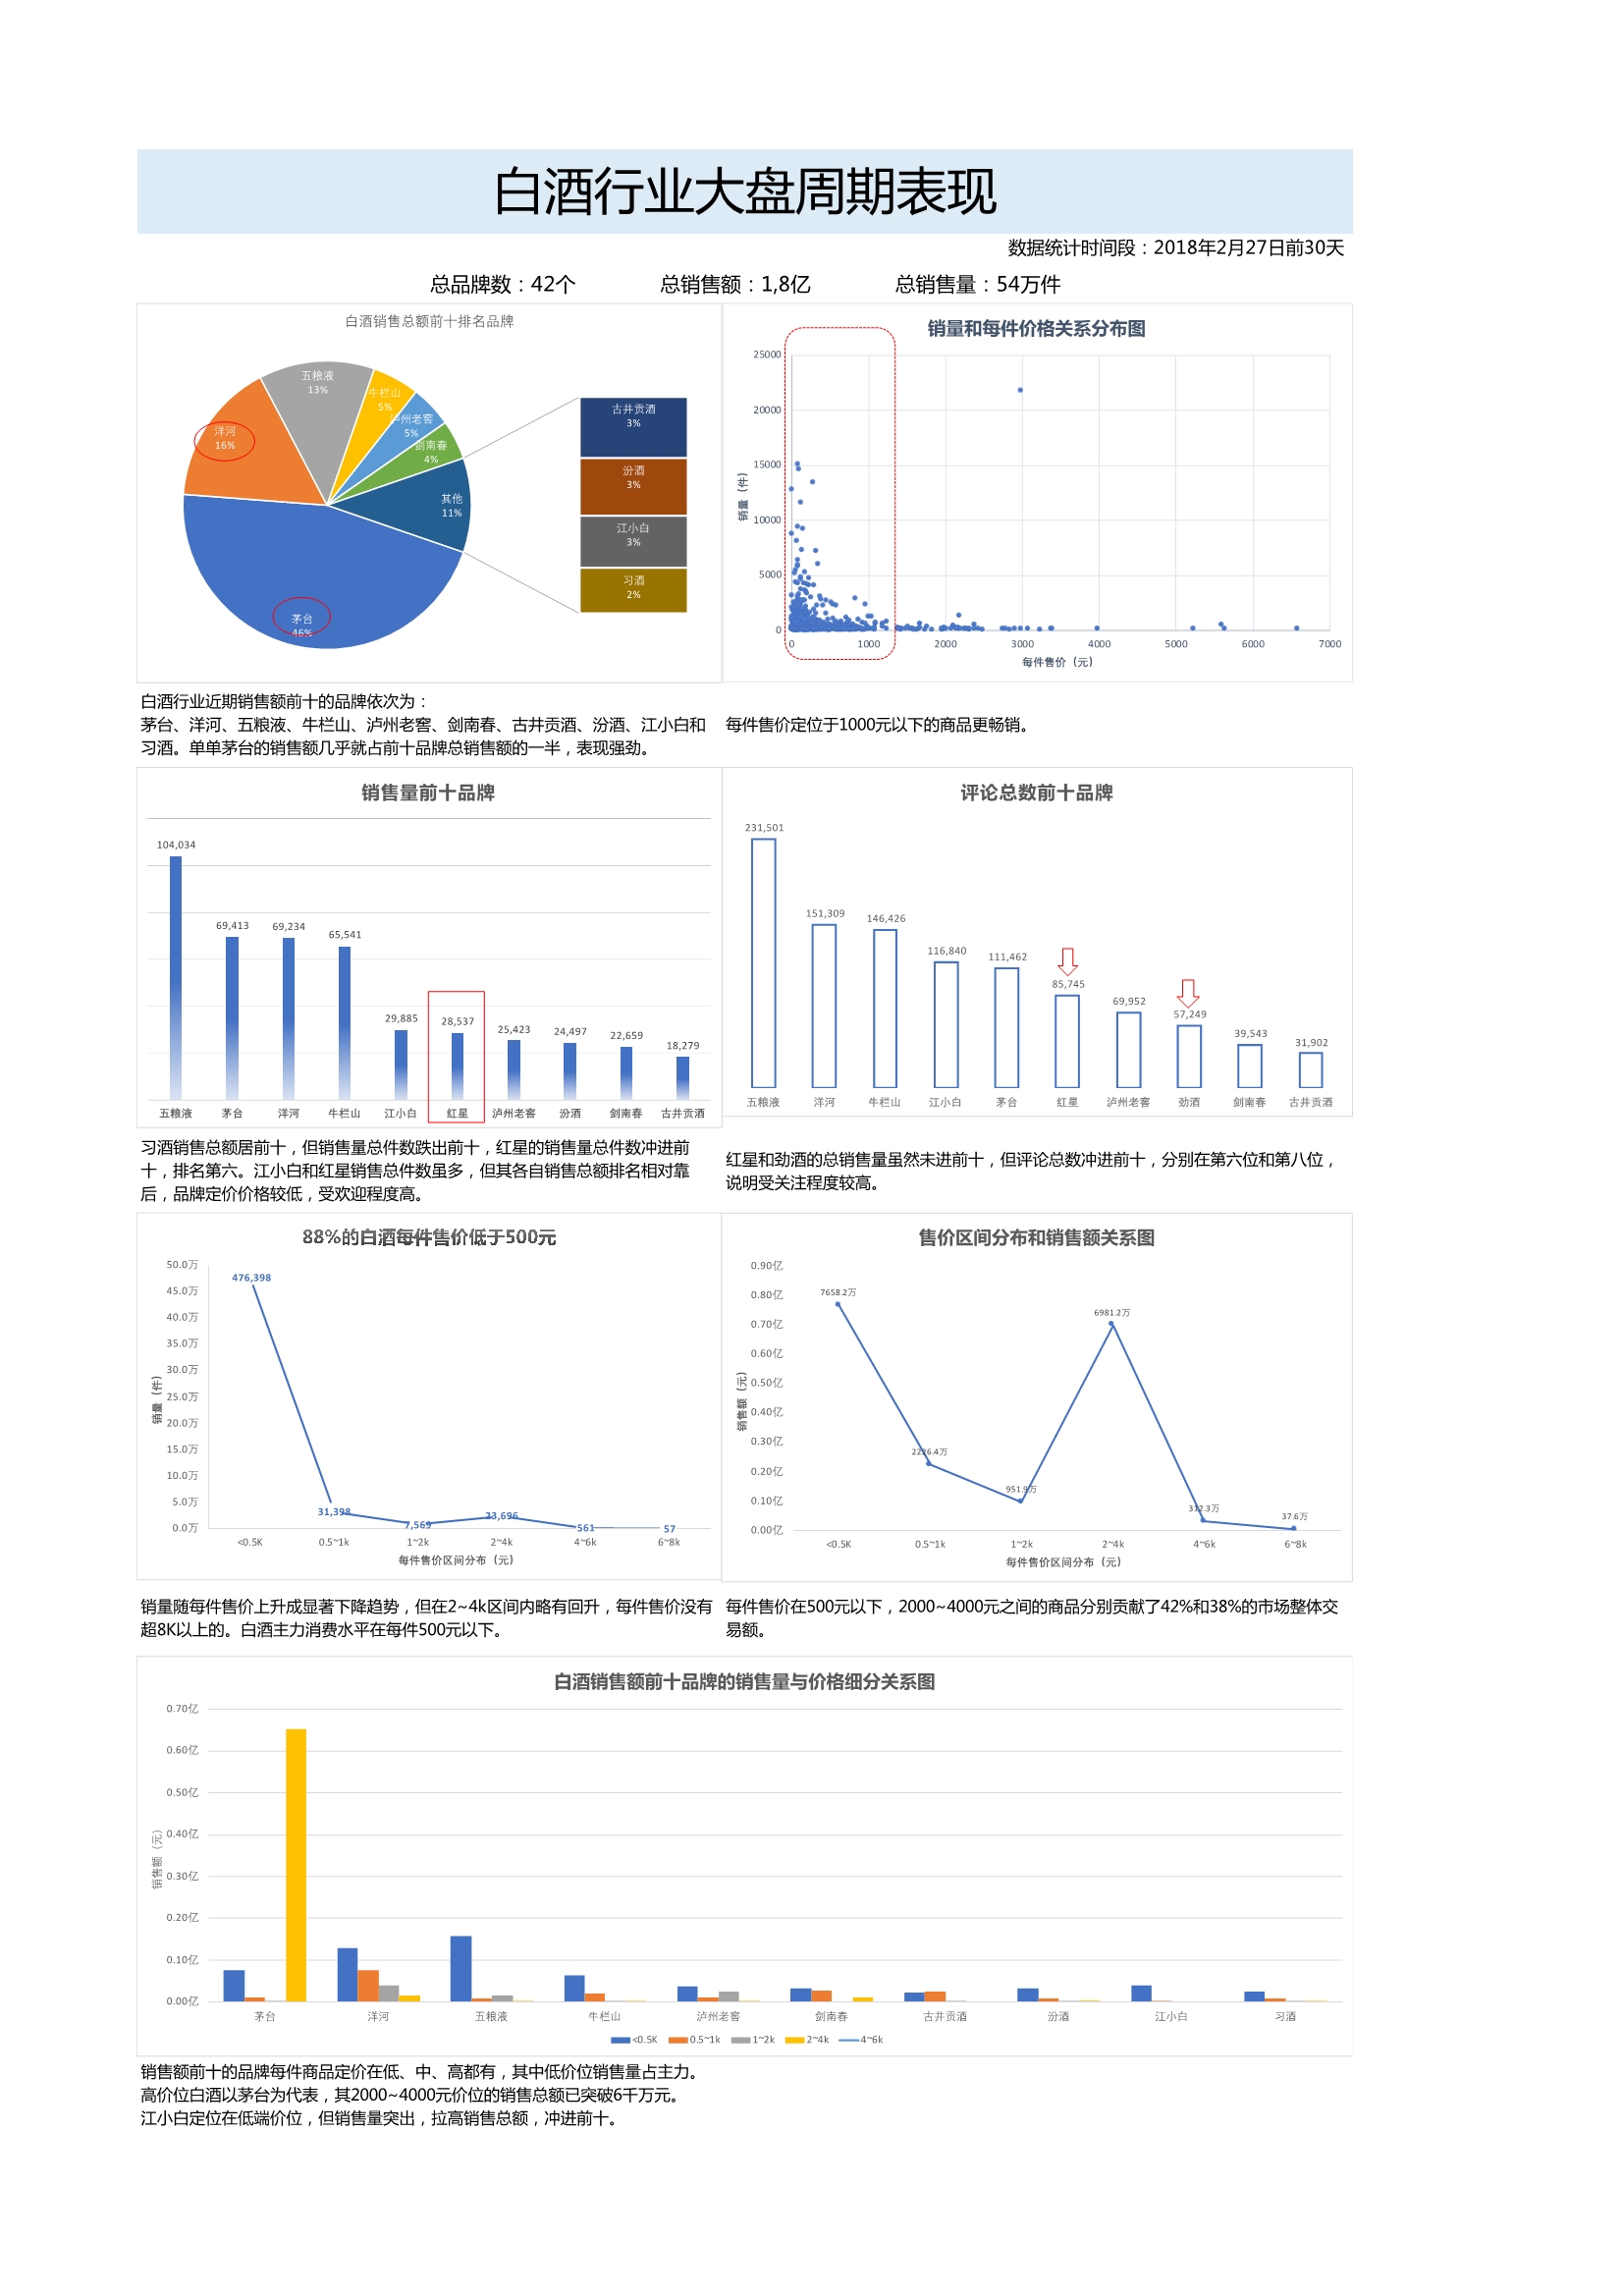 白酒行业大盘周期表现
数据统计时间段：2018年2月27日前30天
总品牌数：42个 总销售额：1,8亿 总销售量：54万件
白酒销售总额前十排名品牌
五粮液
13%
牛栏山
5%
泸州老窖
5%
剑南春
4%
洋河
16%
其他
11%
茅台
46%
古井贡酒
3%
汾酒
3%
江小白
3%
习酒
2%
销量和每件价格关系分布图
销量（件）
25000
20000
15000
10000
5000
0
0 1000 2000 3000 4000 5000 6000 7000
每件售价（元）
白酒行业近期销售额前十的品牌依次为：
茅台、洋河、五粮液、牛栏山、泸州老窖、剑南春、古井贡酒、汾酒、江小白和
习酒。单单茅台的销售额几乎就占前十品牌总销售额的一半，表现强劲。
每件售价定位于1000元以下的商品更畅销。
销售量前十品牌
104,034 69,413 69,234 65,541 29,885 28,537 25,423 24,497 22,659 18,279
五粮液 茅台 洋河 牛栏山 江小白 红星 泸州老窖 汾酒 剑南春 古井贡酒
评论总数前十品牌
231,501 151,309 146,426 116,840 111,462 85,745 69,952 57,249 39,543 31,902
五粮液 洋河 牛栏山 江小白 茅台 红星 泸州老窖 劲酒 剑南春 古井贡酒
习酒销售总额居前十，但销售量总件数跌出前十，红星的销售量总件数冲进前
十，排名第六。江小白和红星销售总件数虽多，但其各自销售总额排名相对靠
后，品牌定价价格较低，受欢迎程度高。
红星和劲酒的总销售量虽然未进前十，但评论总数冲进前十，分别在第六位和第八位，
说明受关注程度较高。
88%的白酒每件售价低于500元
销量（件）
50.0万
45.0万
40.0万
35.0万
30.0万
25.0万
20.0万
15.0万
10.0万
5.0万
0.0万
476,398 31,398 7,569 23,696 561 57
<0.5K 0.5~1k 1~2k 2~4k 4~6k 6~8k
每件售价区间分布（元）
售价区间分布和销售额关系图
销售额（元）
0.90亿
0.80亿
0.70亿
0.60亿
0.50亿
0.40亿
0.30亿
0.20亿
0.10亿
0.00亿
7658.2万 2226.4万 951.9万 6981.2万 312.3万 37.6万
<0.5K 0.5~1k 1~2k 2~4k 4~6k 6~8k
每件售价区间分布（元）
销量随每件售价上升成显著下降趋势，但在2~4k区间内略有回升，每件售价没有
超8K以上的。白酒主力消费水平在每件500元以下。
每件售价在500元以下，2000~4000元之间的商品分别贡献了42%和38%的市场整体交
易额。
白酒销售额前十品牌的销售量与价格细分关系图
销售额（元）
0.70亿
0.60亿
0.50亿
0.40亿
0.30亿
0.20亿
0.10亿
0.00亿
茅台 洋河 五粮液 牛栏山 泸州老窖 剑南春 古井贡酒 汾酒 江小白 习酒
<0.5K 0.5~1k 1~2k 2~4k 4~6k
销售额前十的品牌每件商品定价在低、中、高都有，其中低价位销售量占主力。
高价位白酒以茅台为代表，其2000~4000元价位的销售总额已突破6千万元。
江小白定位在低端价位，但销售量突出，拉高销售总额，冲进前十。